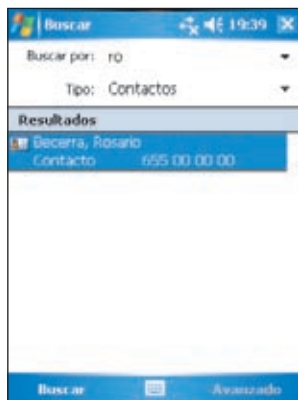 Buscar 19:39
Buscar por: ro
Tipo: Contactos
Resultados
Becerra, Rosario
Contacto 655 00 00 00
Buscar Avanzado